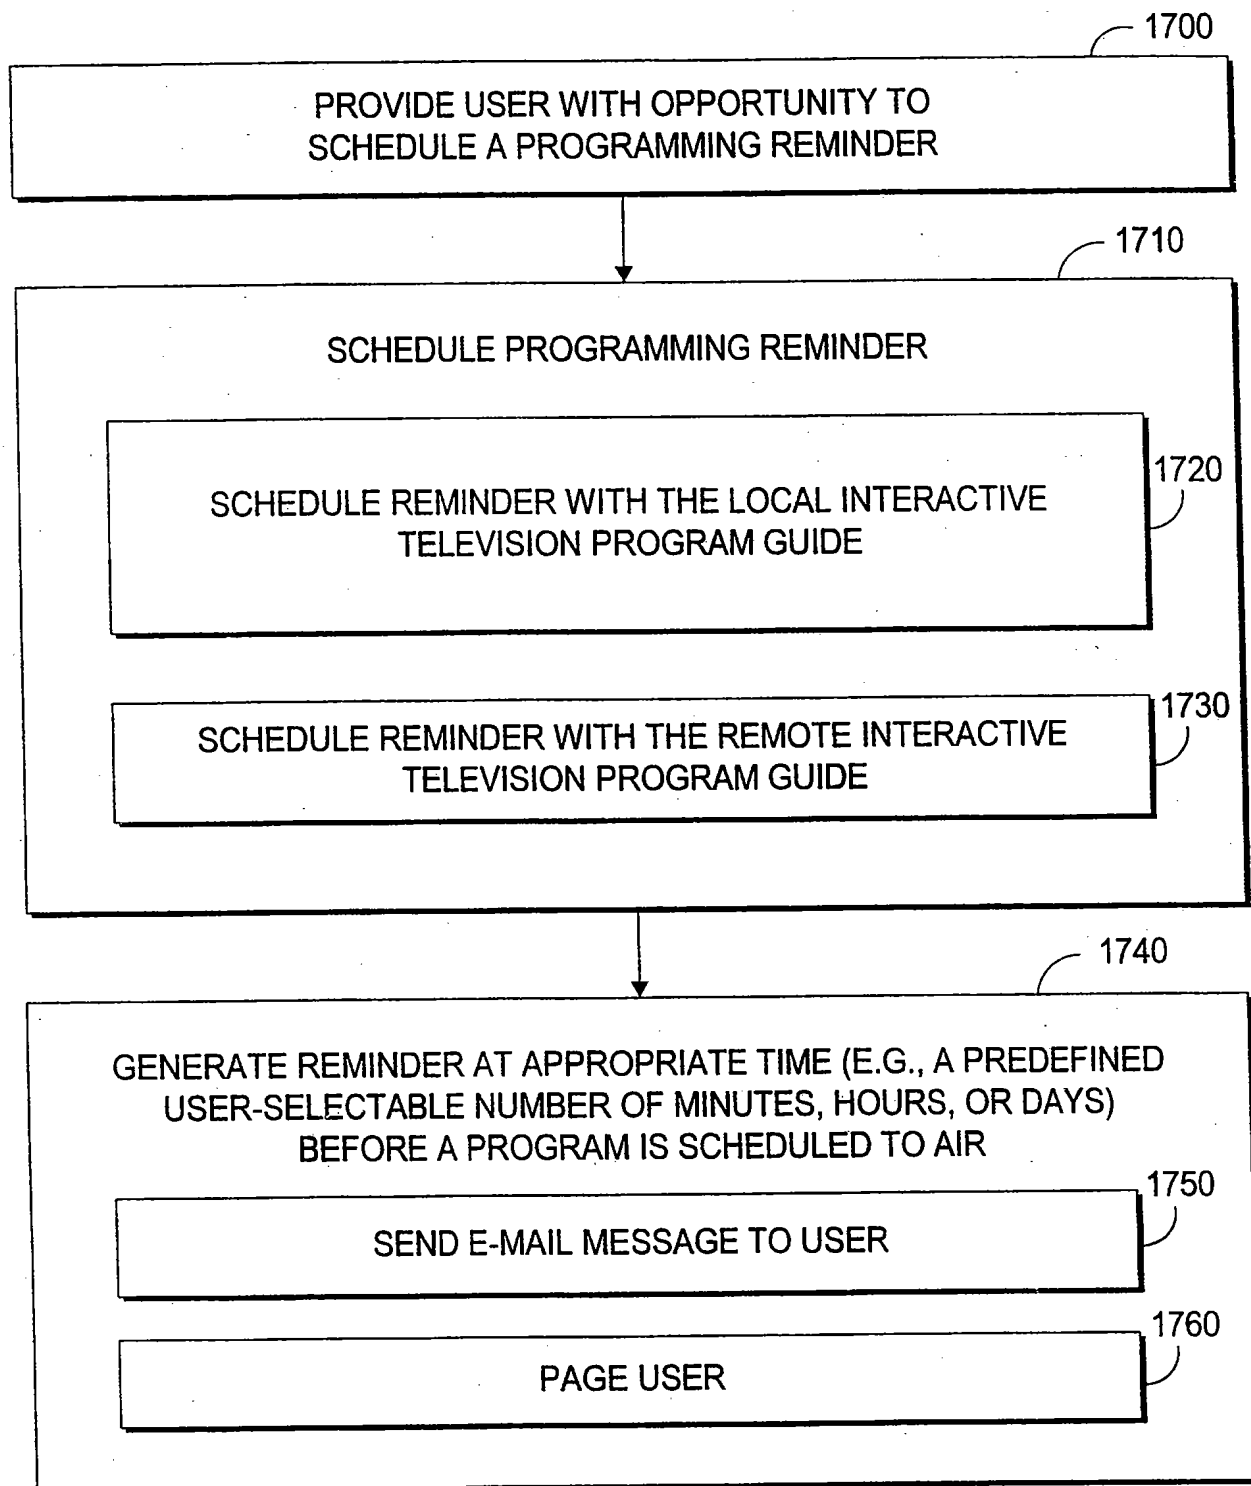 1700
PROVIDE USER WITH OPPORTUNITY TO
SCHEDULE A PROGRAMMING REMINDER
1710
SCHEDULE PROGRAMMING REMINDER
1720
SCHEDULE REMINDER WITH THE LOCAL INTERACTIVE
TELEVISION PROGRAM GUIDE
1730
SCHEDULE REMINDER WITH THE REMOTE INTERACTIVE
TELEVISION PROGRAM GUIDE
1740
GENERATE REMINDER AT APPROPRIATE TIME (E.G., A PREDEFINED
USER-SELECTABLE NUMBER OF MINUTES, HOURS, OR DAYS)
BEFORE A PROGRAM IS SCHEDULED TO AIR
1750
SEND E-MAIL MESSAGE TO USER
1760
PAGE USER